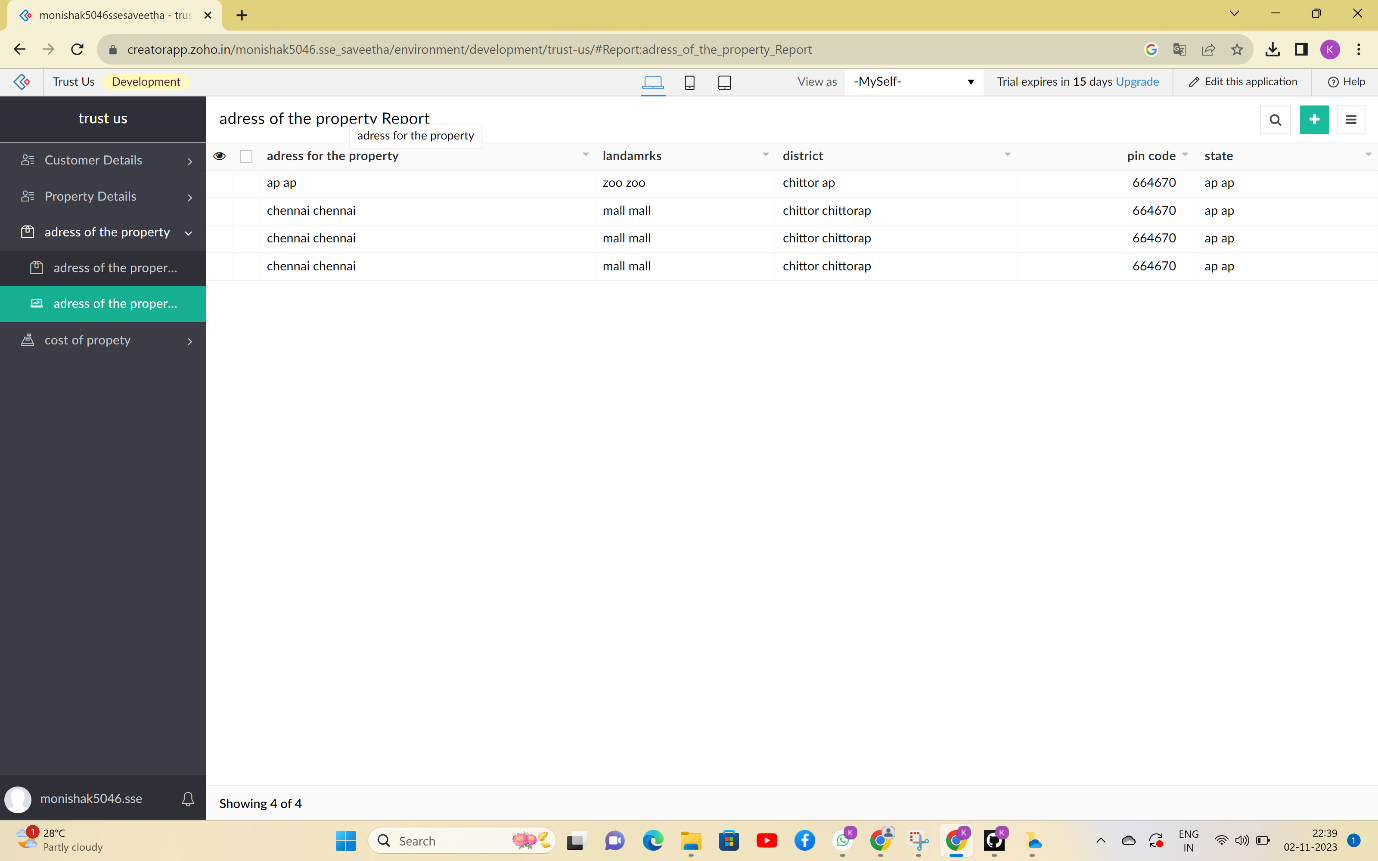 monishak5046ssesaveetha - trus
creatorapp.zoho.in/monishak5046.sse_saveetha/environment/development/trust-us/#Report:adress_of_the_property_Report
K
Trust Us Development View as -MySelf- Trial expires in 15 days Upgrade Edit this application Help
trust us
Customer Details
Property Details
adress of the property
adress of the proper...
adress of the proper...
cost of propety
monishak5046.sse
adress of the property Report
adress for the property
adress for the property landamrks district pin code state
ap ap zoo zoo chittor ap 664670 ap ap
chennai chennai mall mall chittor chittorap 664670 ap ap
chennai chennai mall mall chittor chittorap 664670 ap ap
chennai chennai mall mall chittor chittorap 664670 ap ap
Showing 4 of 4
1
28°C
Partly cloudy
Search
K
K
K
ENG
IN
22:39
02-11-2023
1